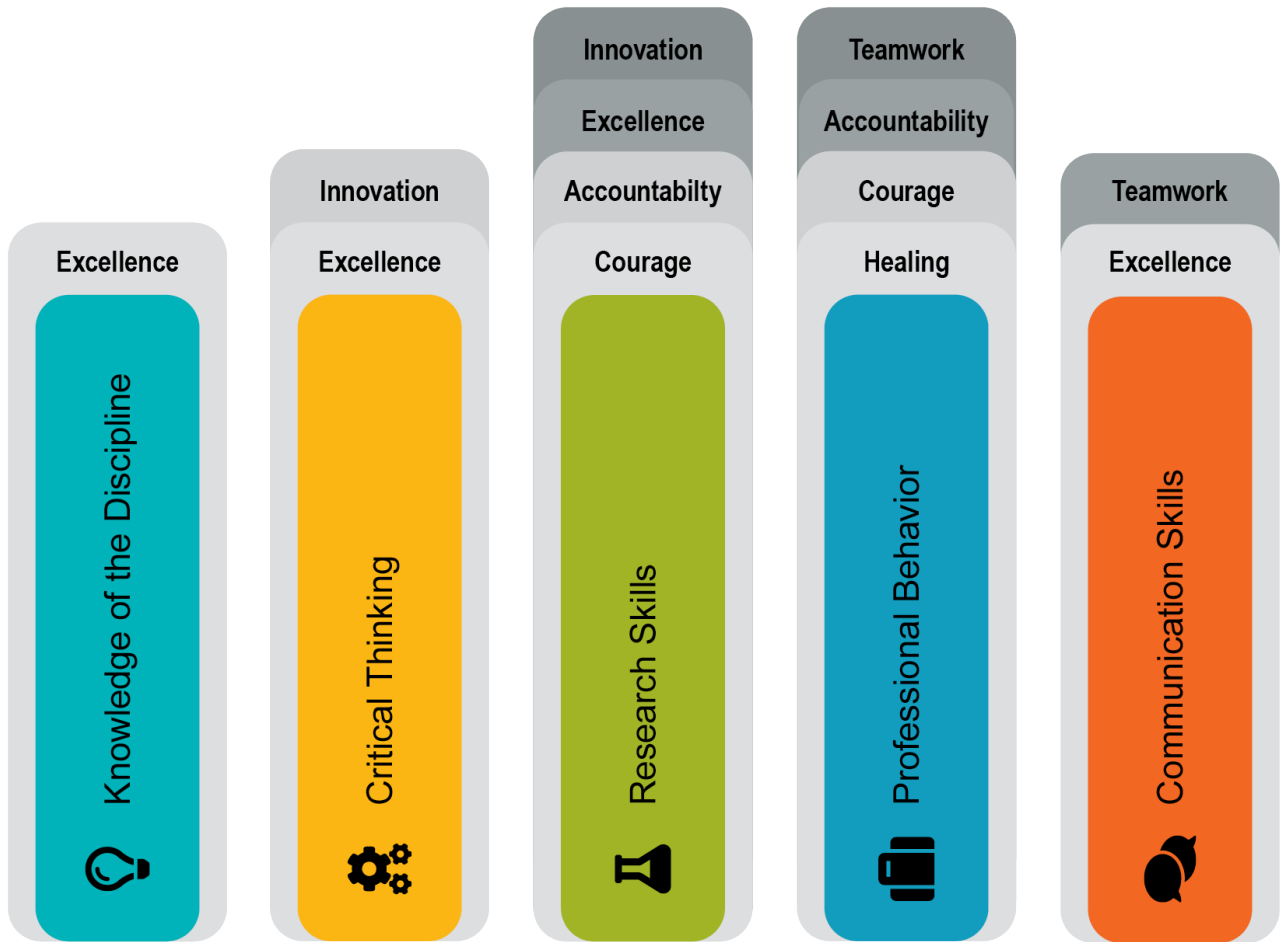 Excellence
Knowledge of the Discipline
Innovation
Excellence
Critical Thinking
Innovation
Excellence
Accountabilty
Courage
Research Skills
Teamwork
Accountability
Courage
Healing
Professional Behavior
Teamwork
Excellence
Communication Skills